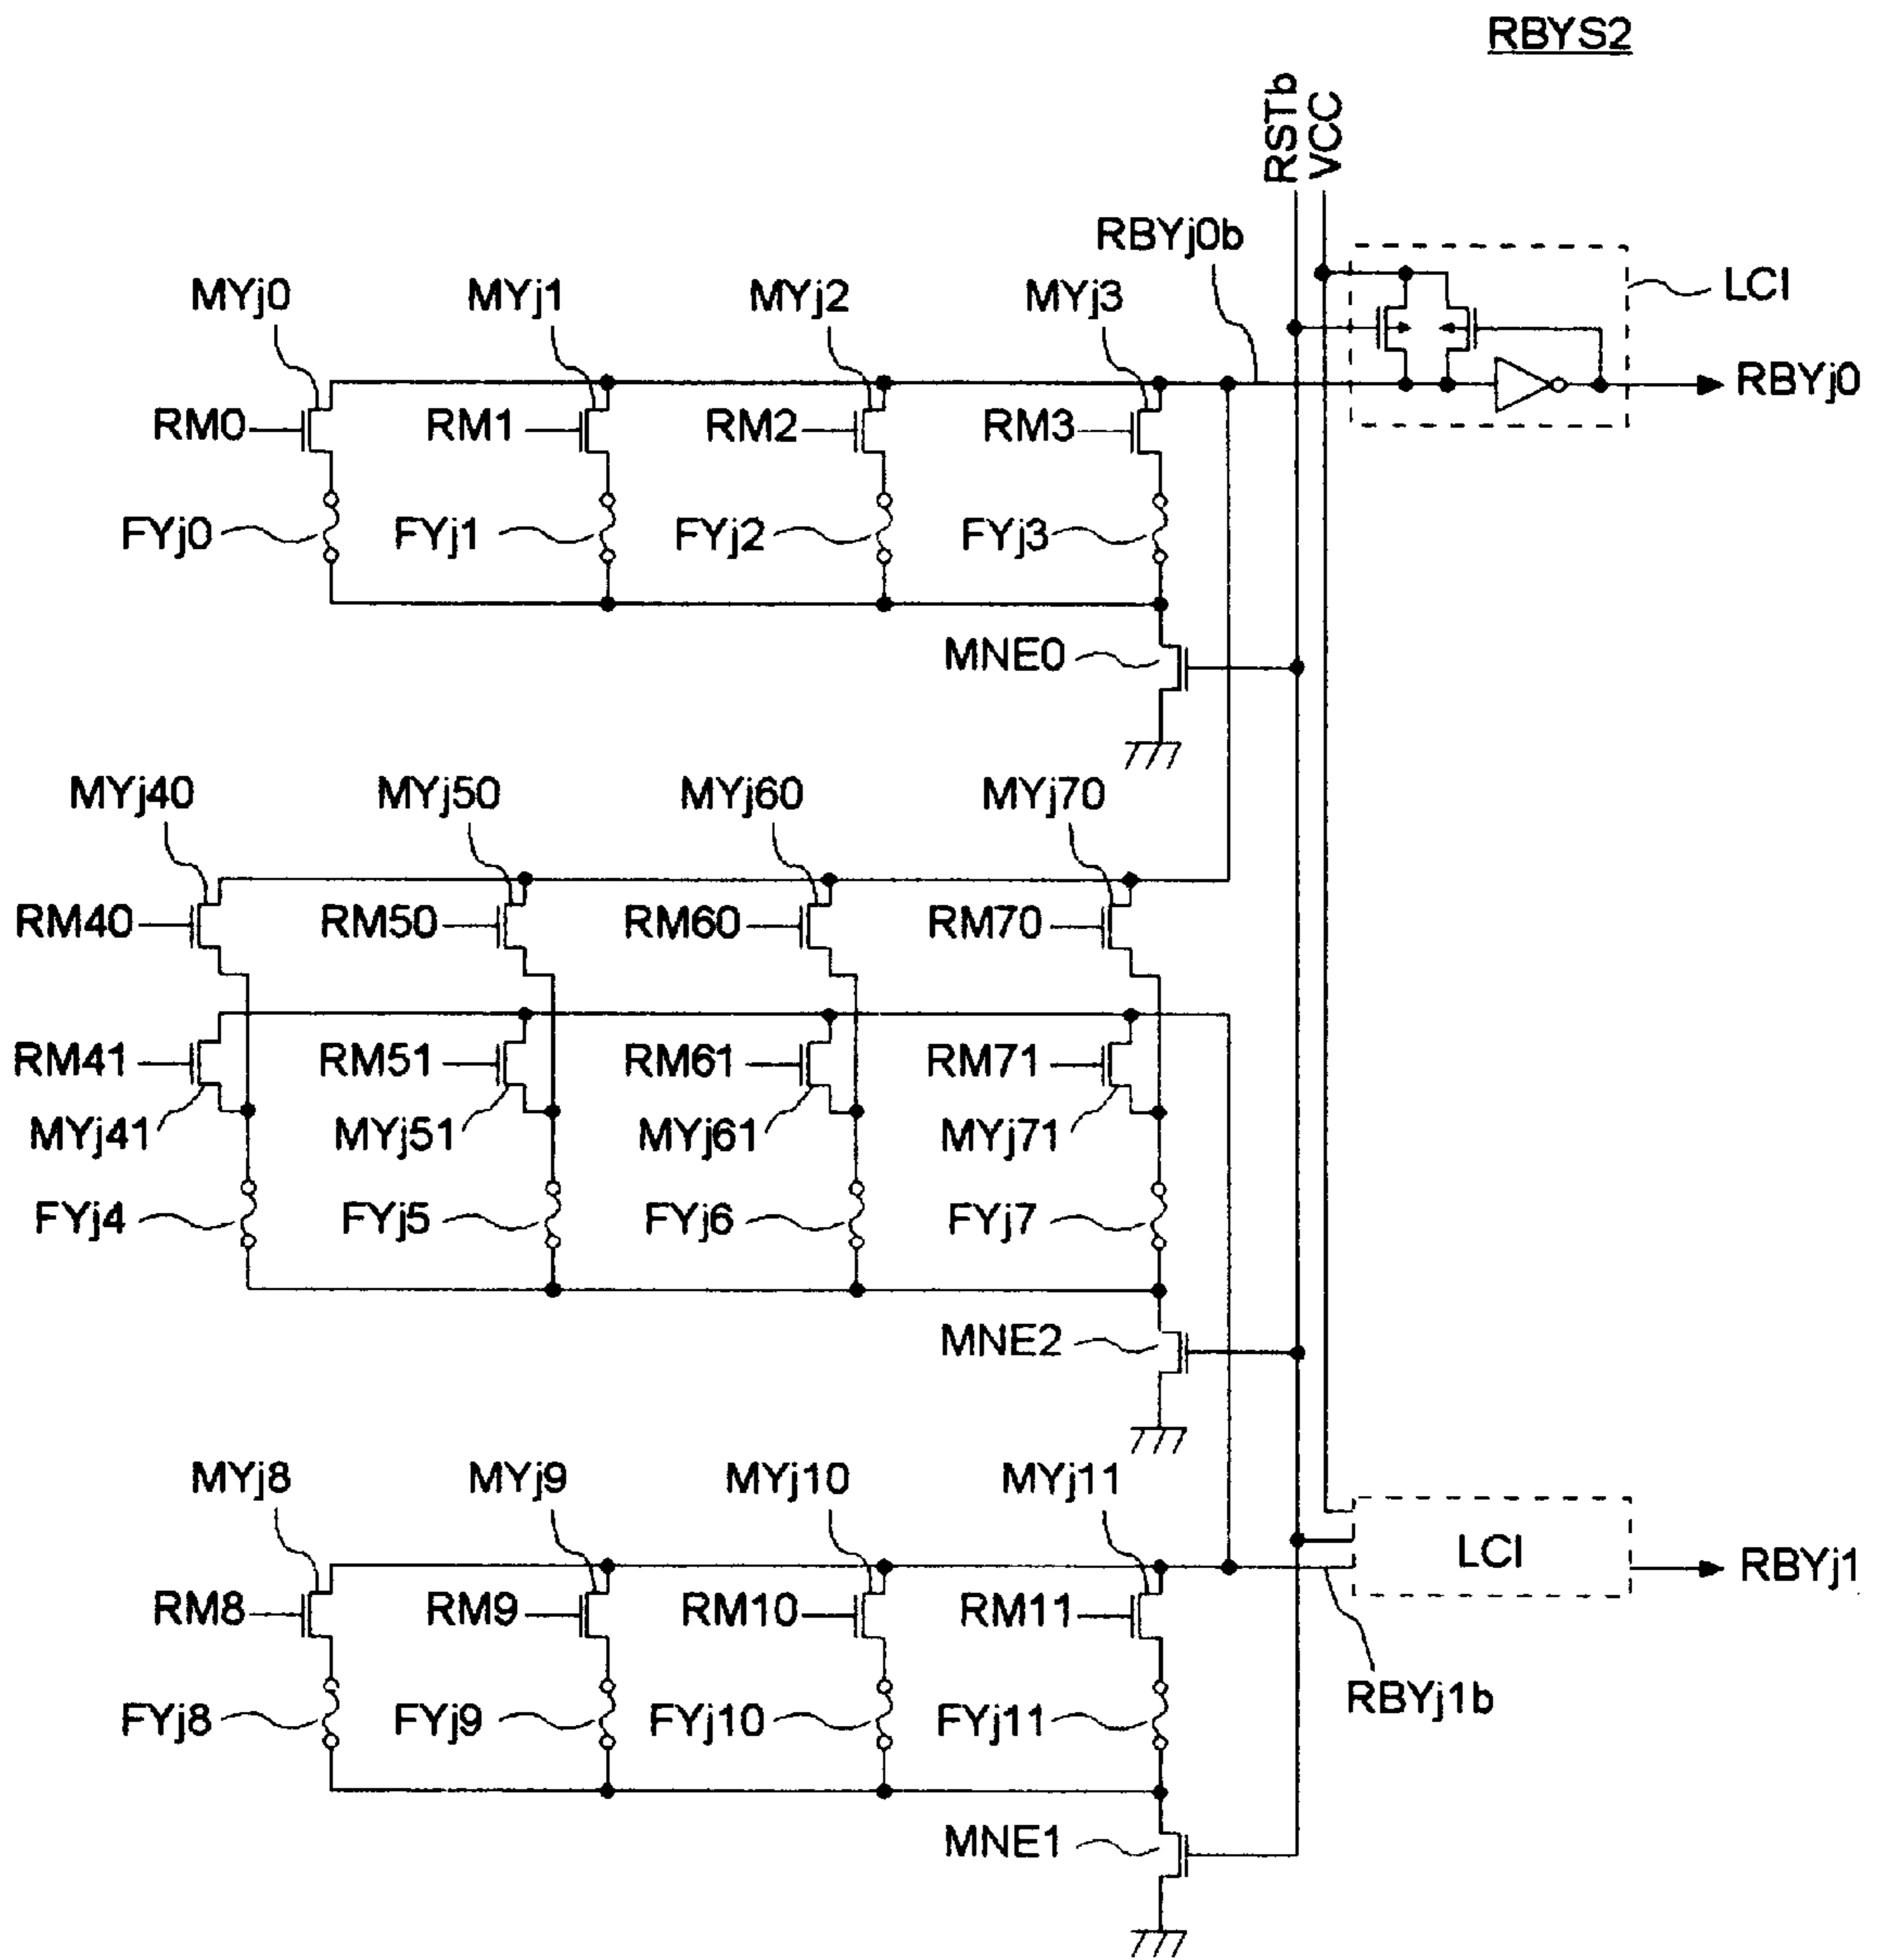 RBYS2
RSTb
VCC
RBYj0b
MYj0 MYj1 MYj2 MYj3
LCI
RM0 RM1 RM2 RM3
RBYj0
FYj0 FYj1 FYj2 FYj3
MNE0
MYj40 MYj50 MYj60 MYj70
RM40 RM50 RM60 RM70
RM41 RM51 RM61 RM71
MYj41 MYj51 MYj61 MYj71
FYj4 FYj5 FYj6 FYj7
MNE2
MYj8 MYj9 MYj10 MYj11
LCI
RBYj1
RM8 RM9 RM10 RM11
RBYj1b
FYj8 FYj9 FYj10 FYj11
MNE1